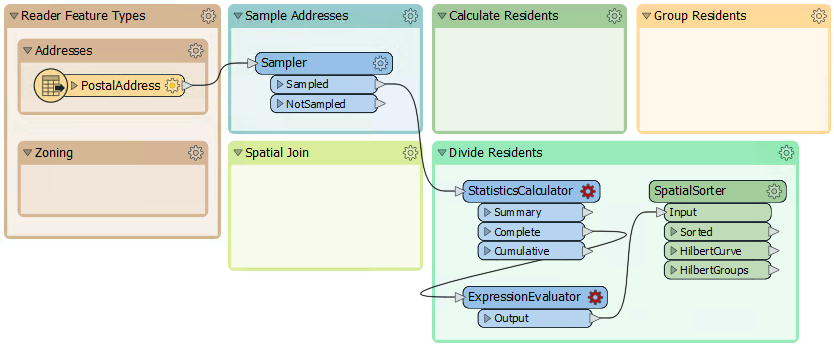 Reader Feature Types
Addresses
PostalAddress
Zoning
Sample Addresses
Sampler
Sampled
NotSampled
Spatial Join
Calculate Residents
Group Residents
Divide Residents
StatisticsCalculator
Summary
Complete
Cumulative
ExpressionEvaluator
Output
SpatialSorter
Input
Sorted
HilbertCurve
HilbertGroups